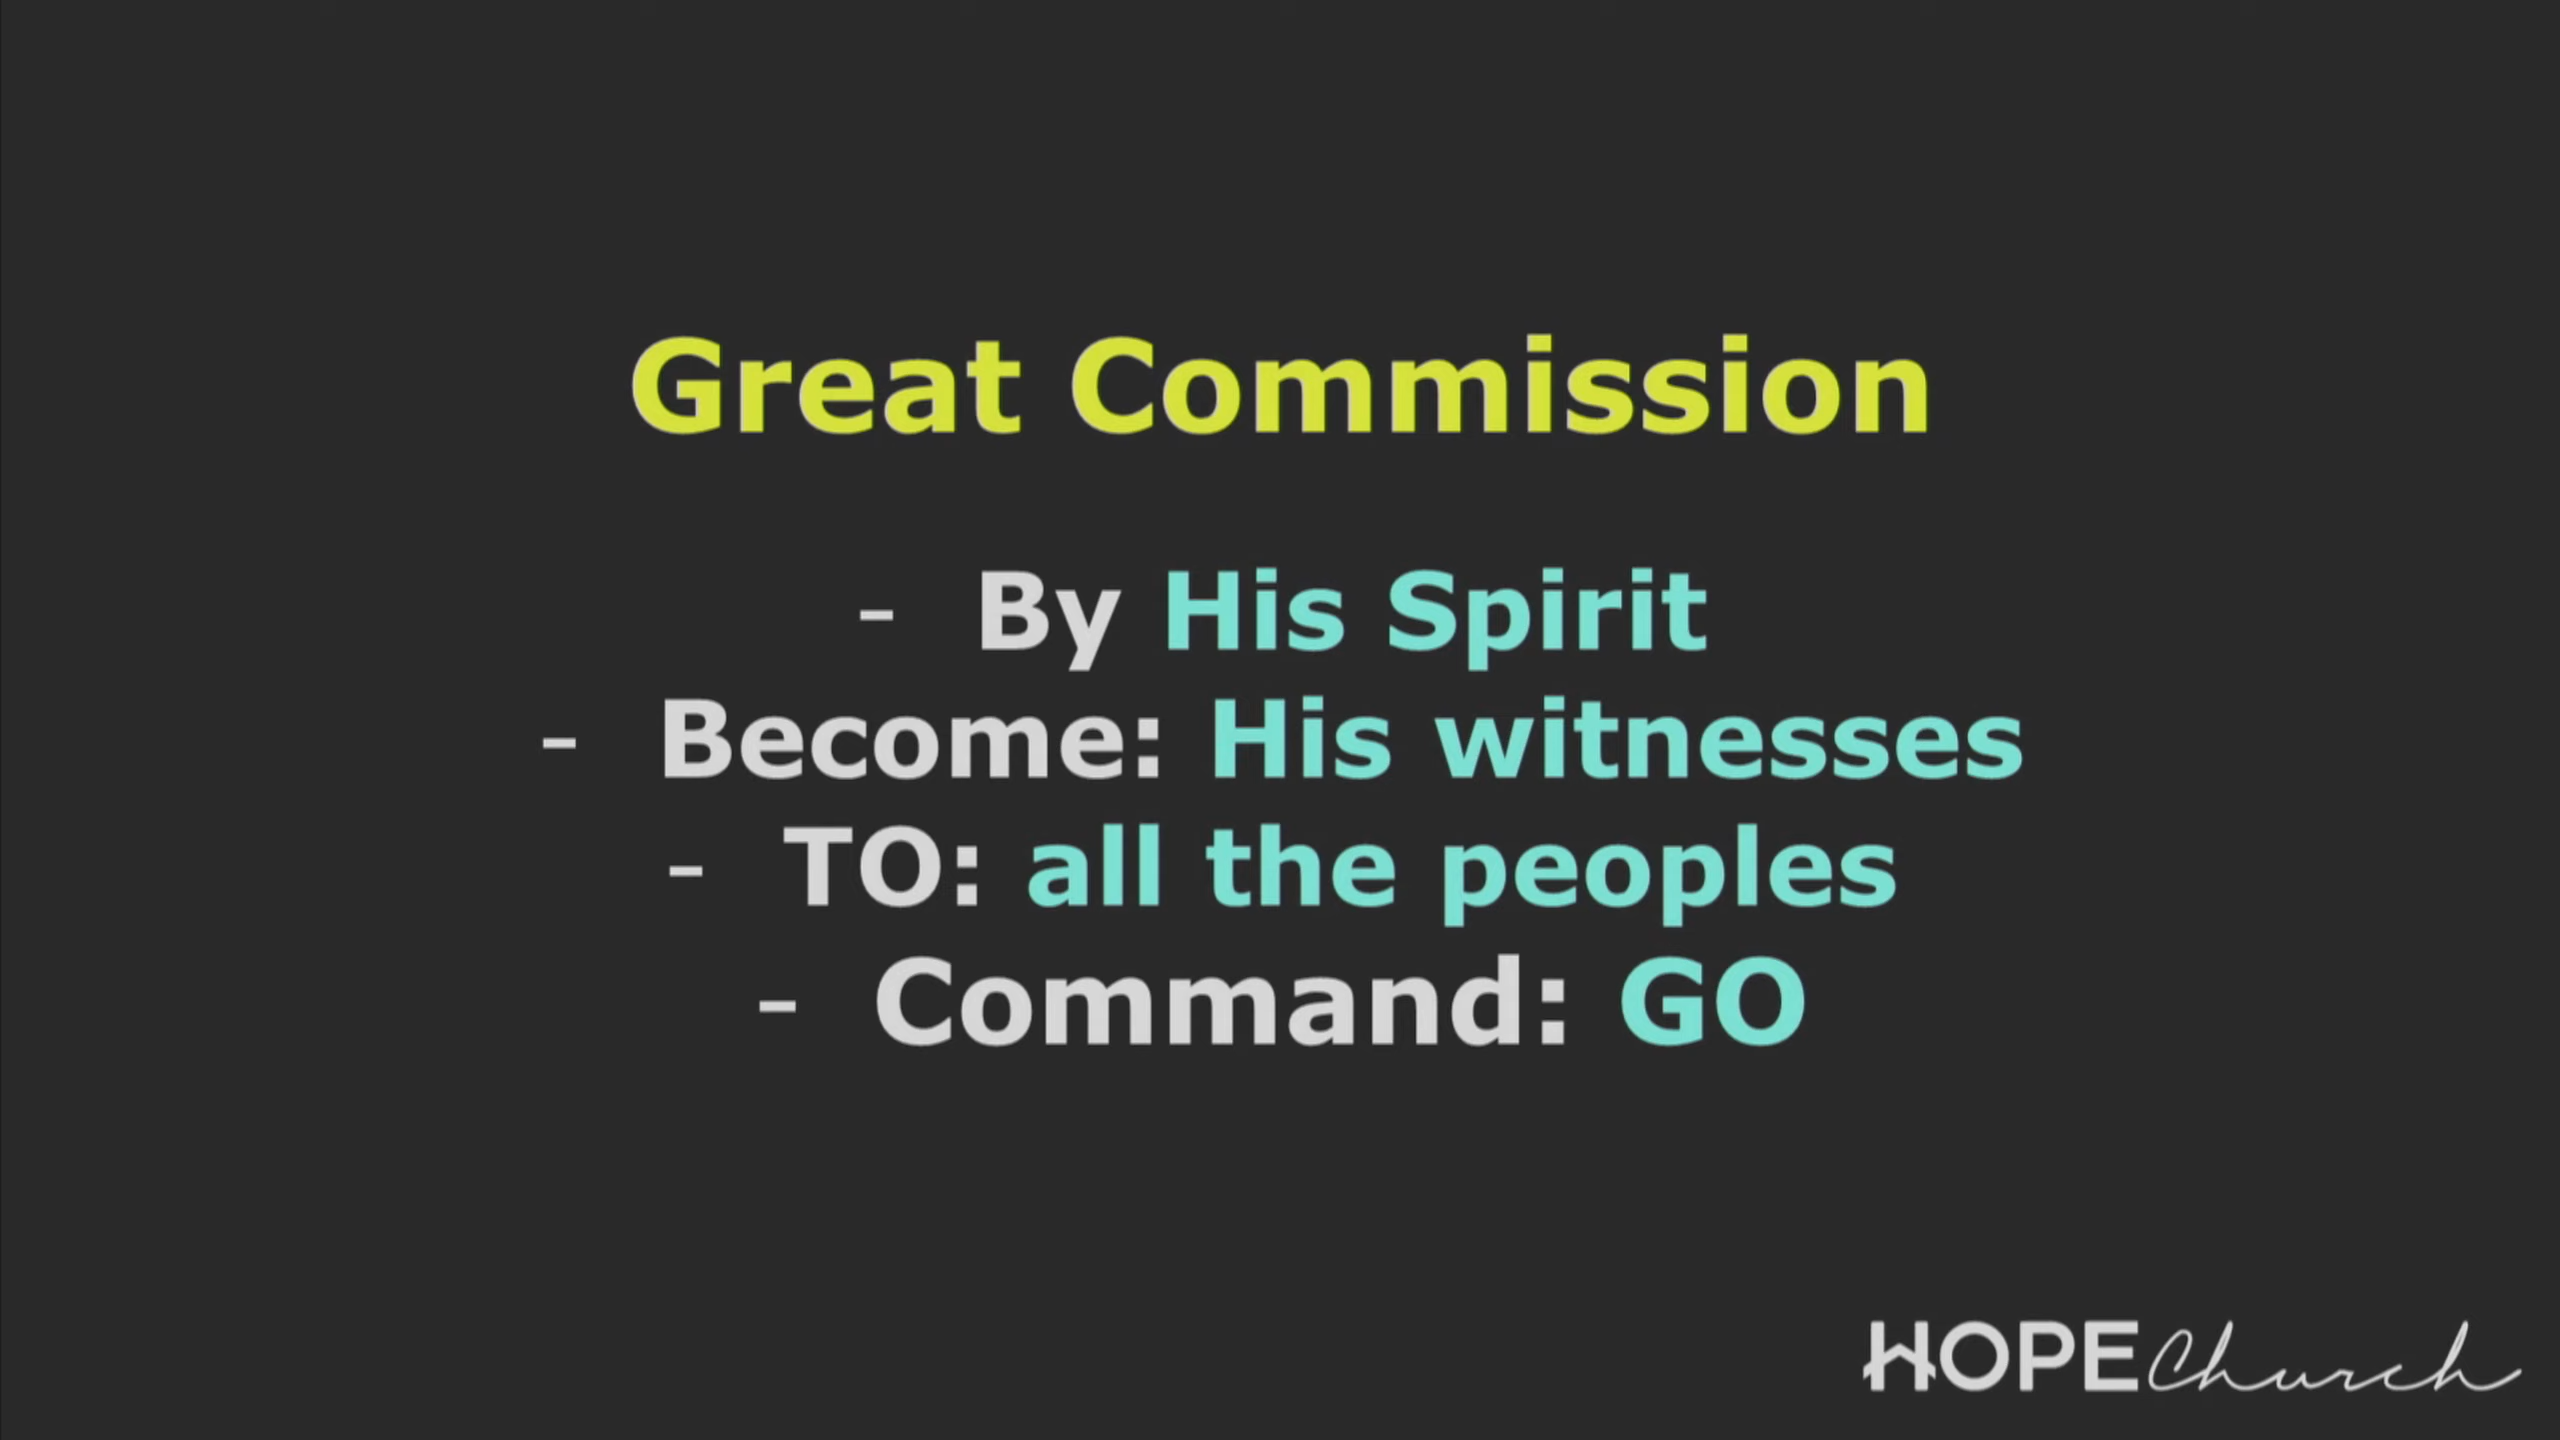 Great Commission
- By His Spirit
- Become: His witnesses
- TO: all the peoples
- Command: GO
HOPE Church